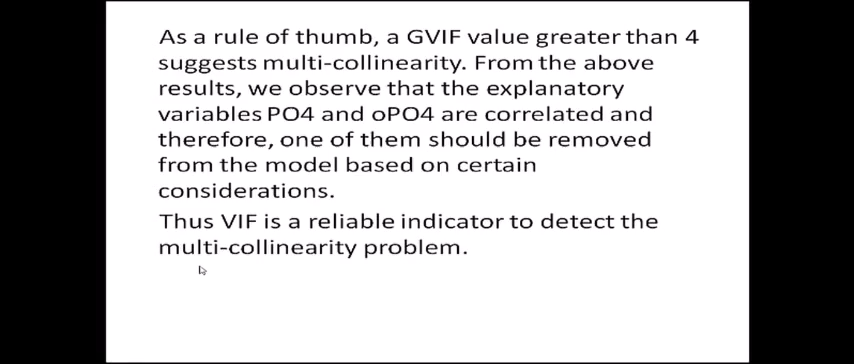 As a rule of thumb, a GVIF value greater than 4
suggests multi-collinearity. From the above
results, we observe that the explanatory
variables PO4 and oPO4 are correlated and
therefore, one of them should be removed
from the model based on certain
considerations.
Thus VIF is a reliable indicator to detect the
multi-collinearity problem.